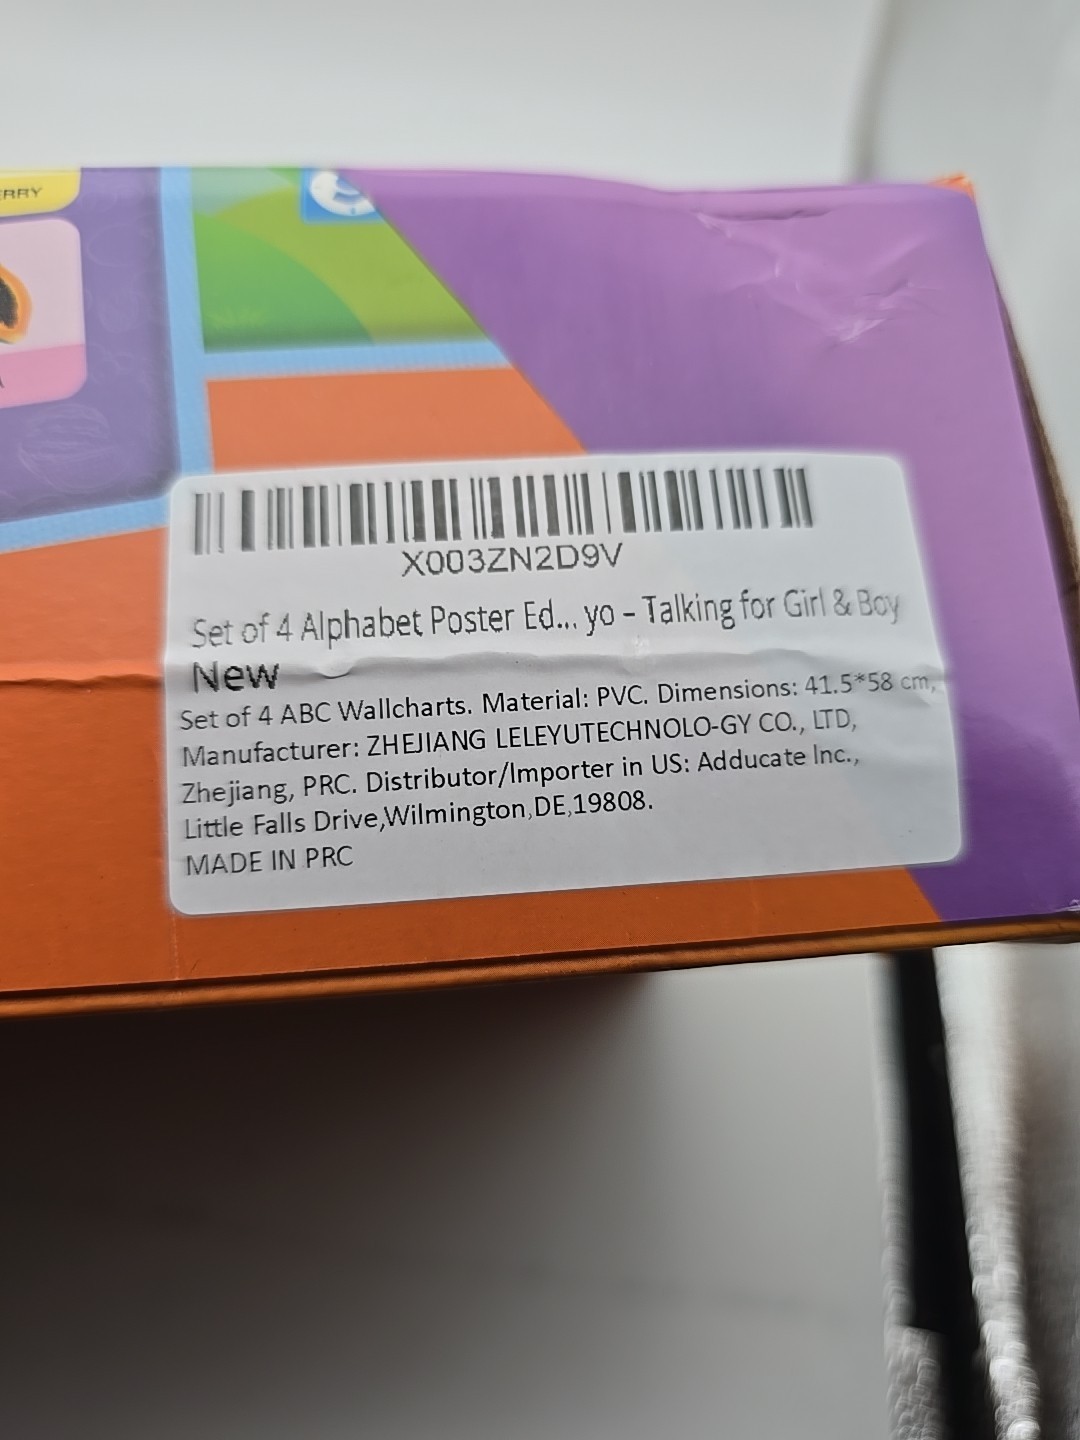 ERRY
X003ZN2D9V
Set of 4 Alphabet Poster Ed... yo – Talking for Girl & Boy
New
Set of 4 ABC Wallcharts. Material: PVC. Dimensions: 41.5*58 cm,
Manufacturer: ZHEJIANG LELEYUTECHNOLO-GY CO., LTD,
Zhejiang, PRC. Distributor/Importer in US: Adducate Inc.,
Little Falls Drive,Wilmington,DE,19808.
MADE IN PRC